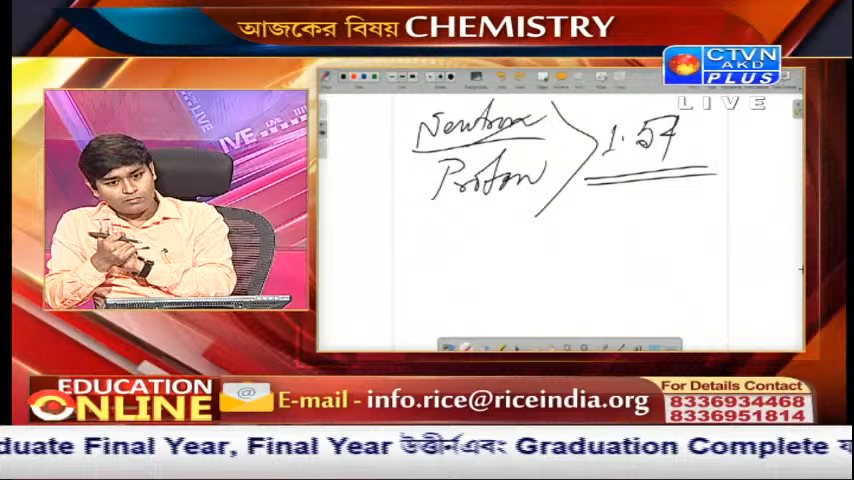 আজকের বিষয় CHEMISTRY
CTVN
AKD
PLUS
LIVE
Neutron
Proton
1.57
EDUCATION
ONLINE
@
E-mail - info.rice@riceindia.org
For Details Contact
8336934468
8336951814
duate Final Year, Final Year উত্তীর্নএবং Graduation Complete য